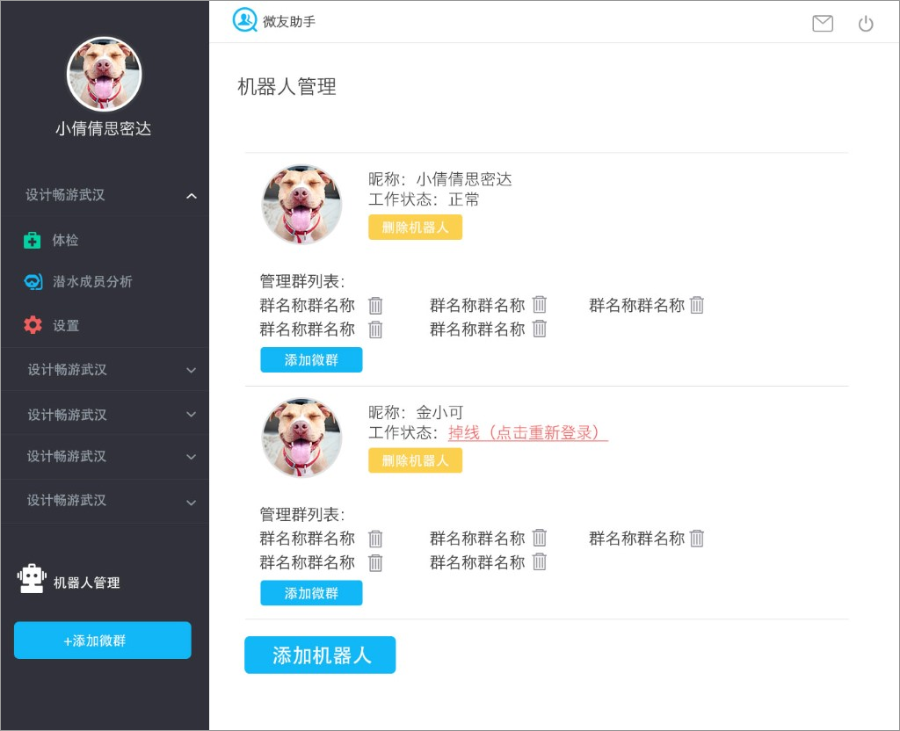 微友助手
小倩倩思密达
设计畅游武汉
体检
潜水成员分析
设置
设计畅游武汉
设计畅游武汉
设计畅游武汉
设计畅游武汉
机器人管理
+添加微群
机器人管理
昵称：小倩倩思密达
工作状态：正常
删除机器人
管理群列表：
群名称群名称 群名称群名称 群名称群名称
群名称群名称 群名称群名称
添加微群
昵称：金小可
工作状态：掉线（点击重新登录）
删除机器人
管理群列表：
群名称群名称 群名称群名称 群名称群名称
群名称群名称 群名称群名称
添加微群
添加机器人